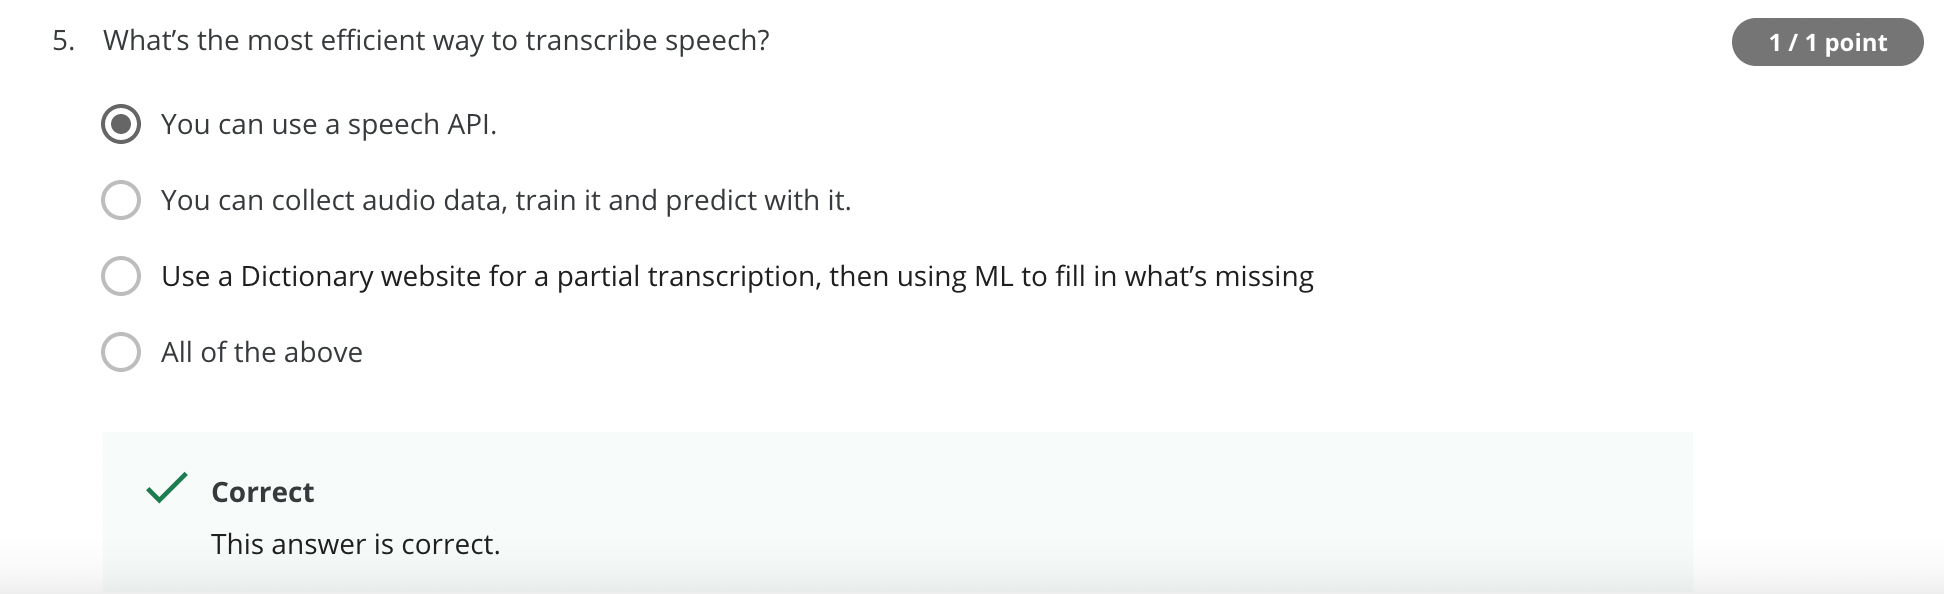 5. What's the most efficient way to transcribe speech?
1 / 1 point
You can use a speech API.
You can collect audio data, train it and predict with it.
Use a Dictionary website for a partial transcription, then using ML to fill in what's missing
All of the above
Correct
This answer is correct.